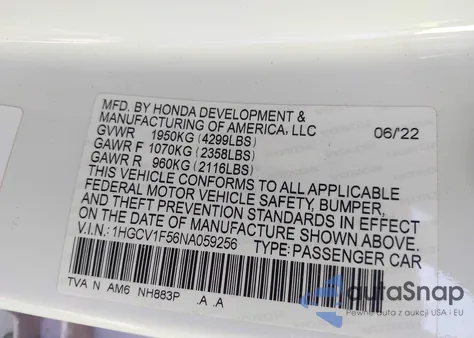 MFD. BY HONDA DEVELOPMENT &
MANUFACTURING OF AMERICA, LLC
GVWR 1950KG (4299LBS) 06/'22
GAWR F 1070KG (2358LBS)
GAWR R 960KG (2116LBS)
THIS VEHICLE CONFORMS TO ALL APPLICABLE
FEDERAL MOTOR VEHICLE SAFETY, BUMPER,
AND THEFT PREVENTION STANDARDS IN EFFECT
ON THE DATE OF MANUFACTURE SHOWN ABOVE.
V.I.N.: 1HGCV1F56NA059256 TYPE: PASSENGER CAR
TVA N AM6 NH883P .A .A
autaSnap
Pewne auta z aukcji USA i EU